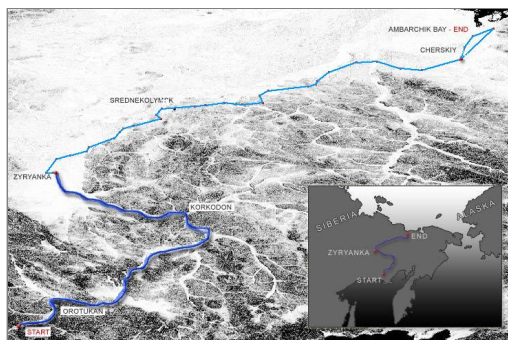 AMBARCHIK BAY - END
CHERSKIY
SREDNEKOLYMSK
ZYRYANKA
KORKODON
OROTUKAN
START
SIBERIA
ALASKA
END
ZYRYANKA
START